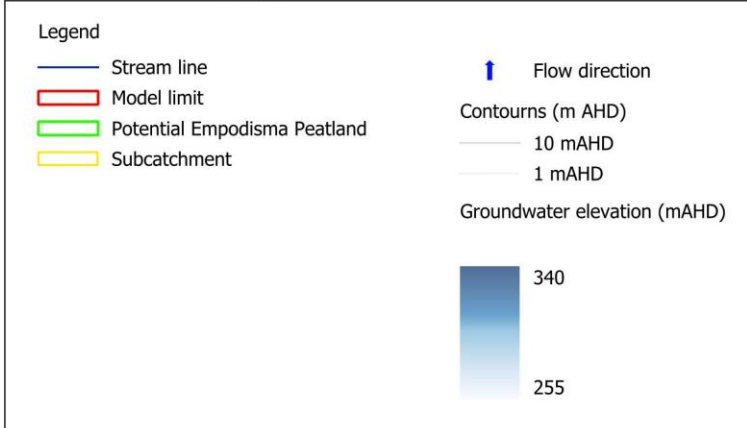 Legend
Stream line
Model limit
Potential Empodisma Peatland
Subcatchment
Flow direction
Contourns (m AHD)
10 mAHD
1 mAHD
Groundwater elevation (mAHD)
340
255